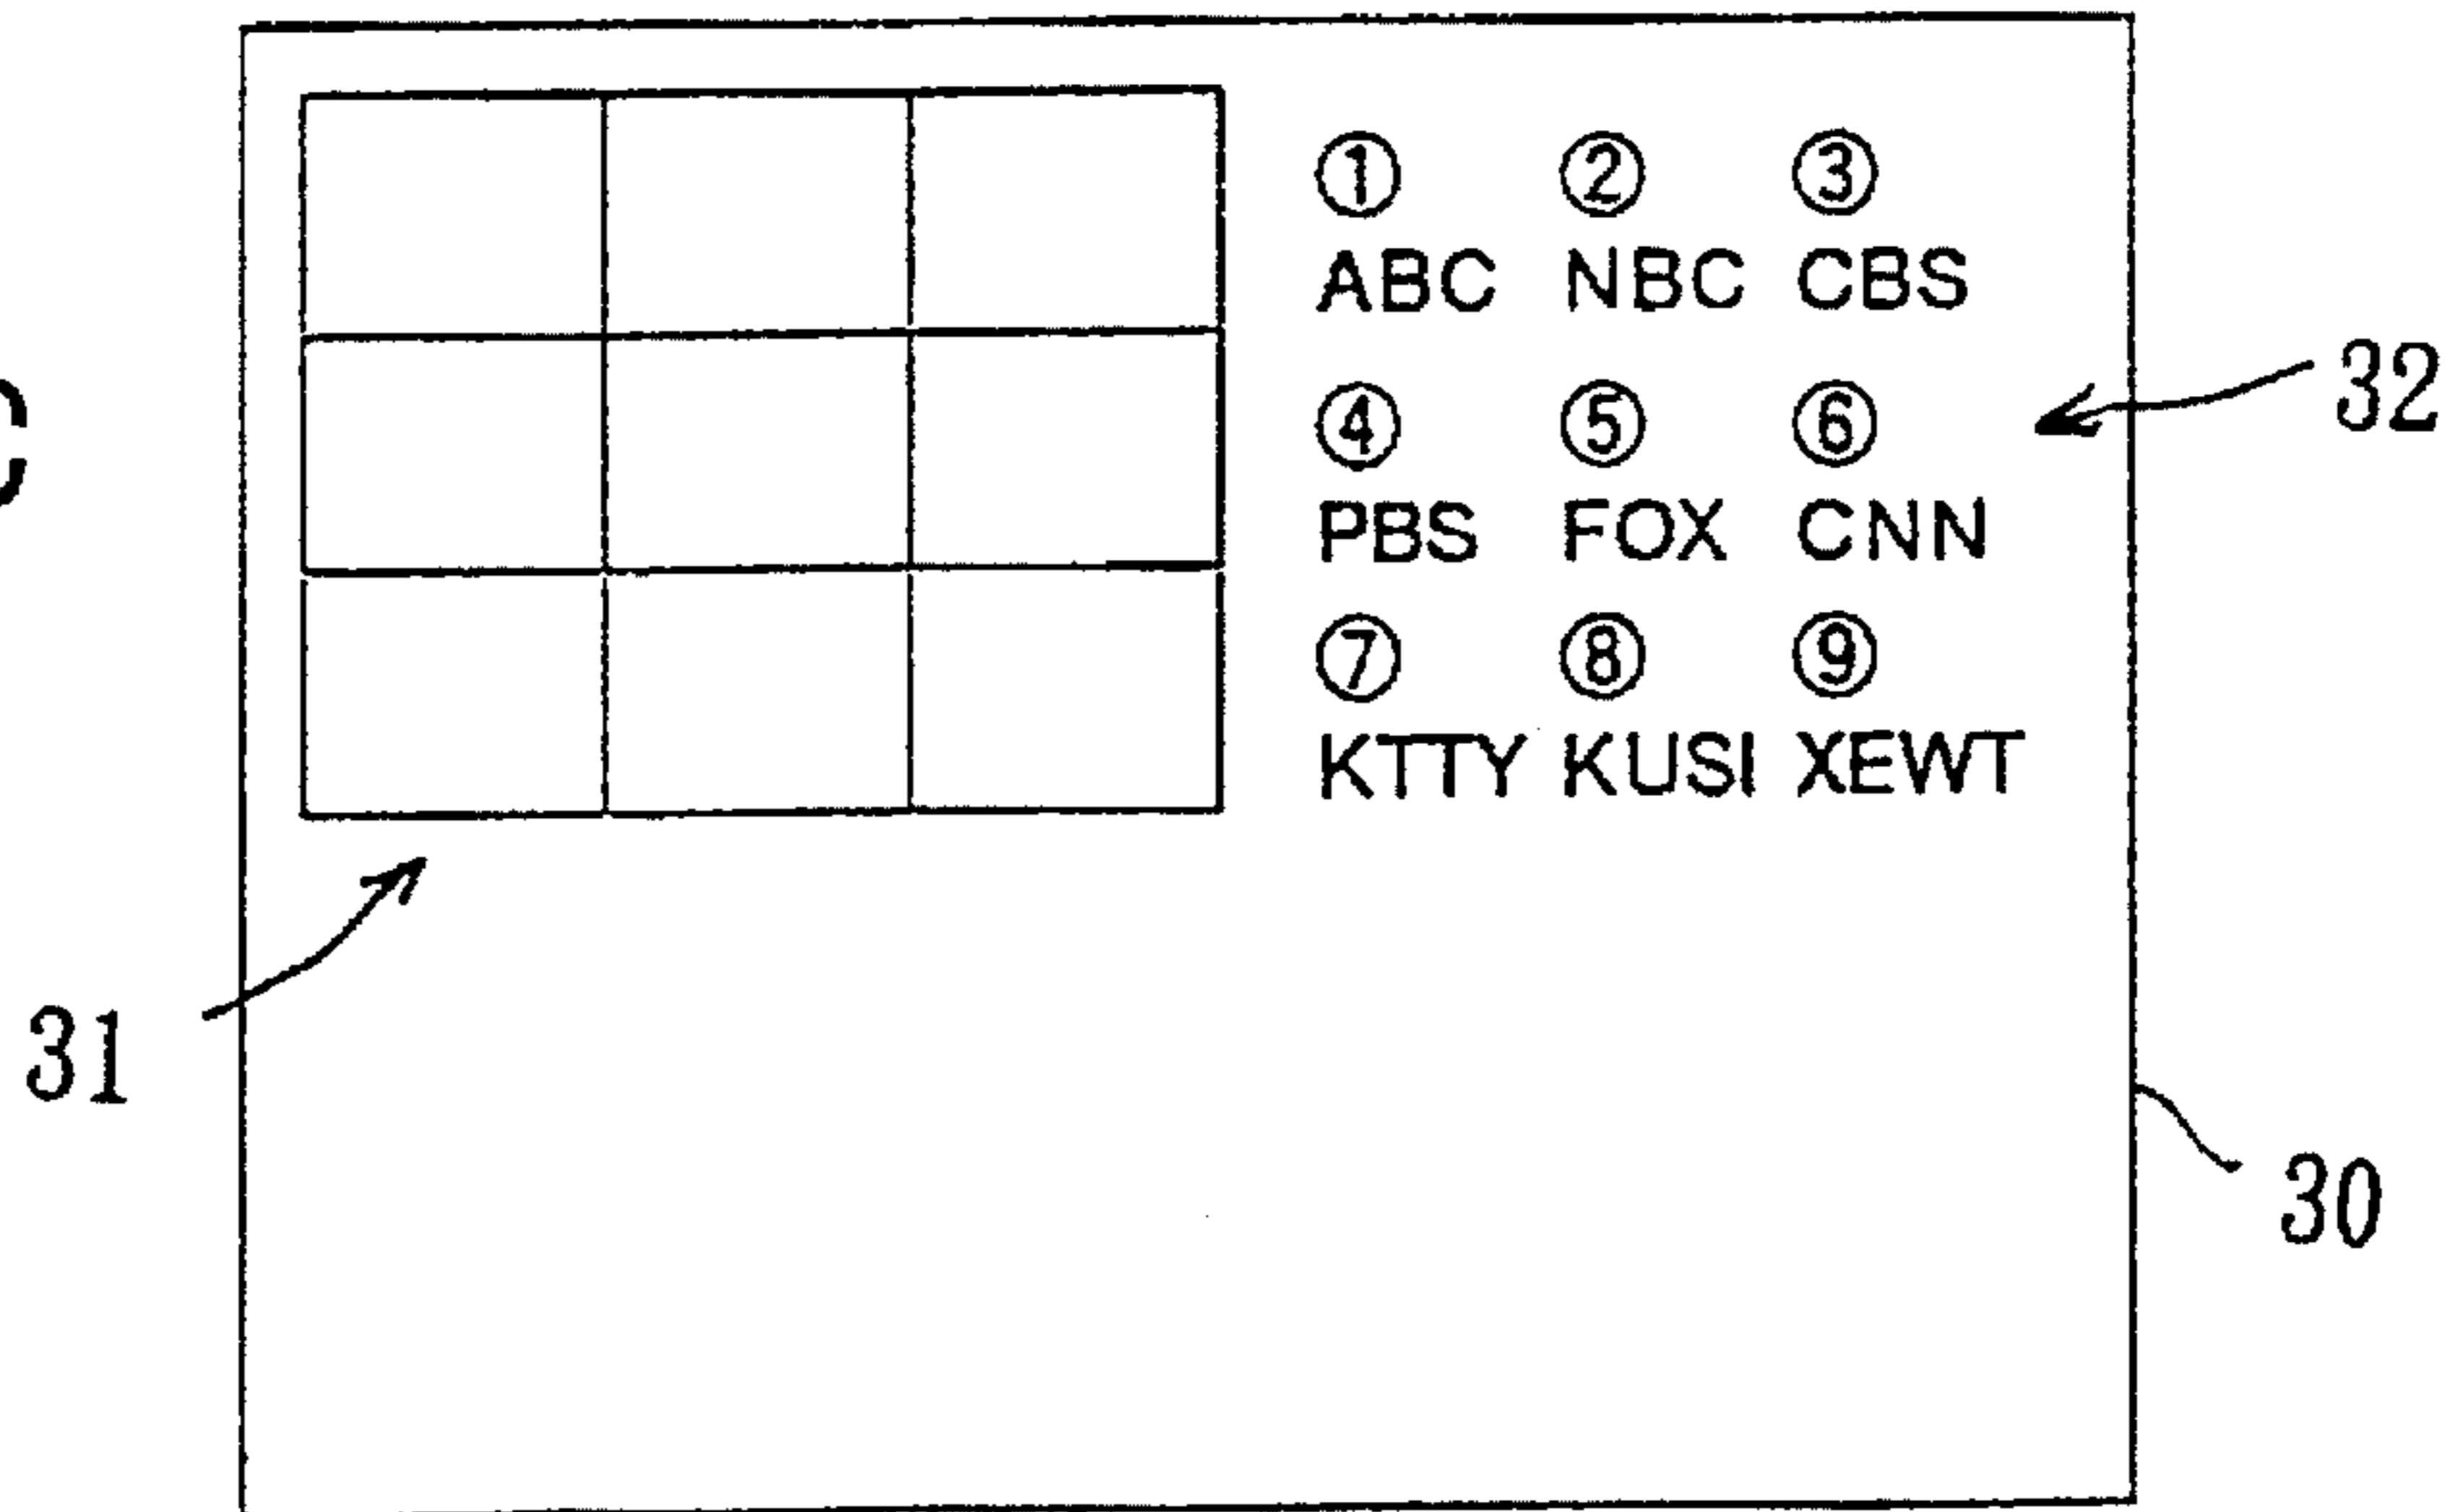 ① ② ③
ABC NBC CBS
32
④ ⑤ ⑥
PBS FOX CNN
⑦ ⑧ ⑨
KTTY KUSI XEWT
31
30